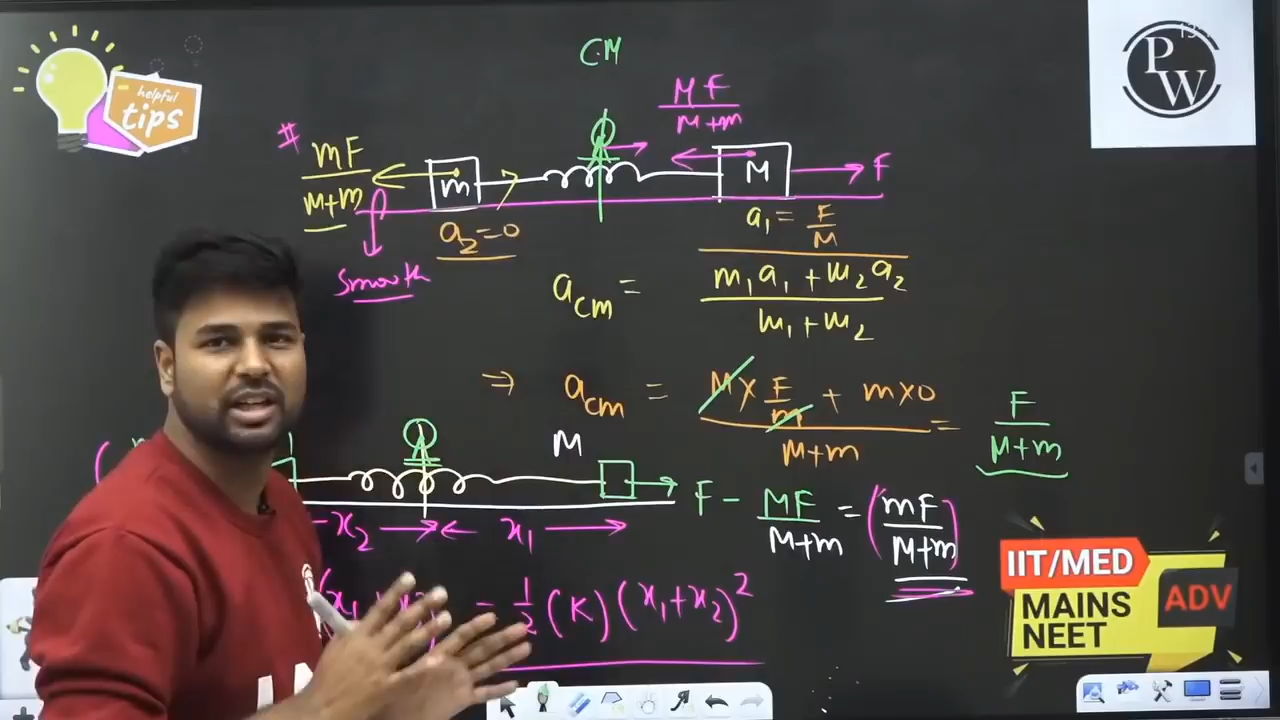 CM
helpful
tips
PW
# mF/M+m
m
MF/M+m
M
F
a₁ = F/M
a₂ = 0
smooth
a_cm = m₁a₁ + m₂a₂ / m₁ + m₂
⇒ a_cm = M × F/m + m×0 / M+m = F/M+m
M
F - MF/M+m = (mF/M+m)
x₂
x₁
= 1/2 (K) (x₁+x₂)²
IIT/MED
MAINS
NEET
ADV